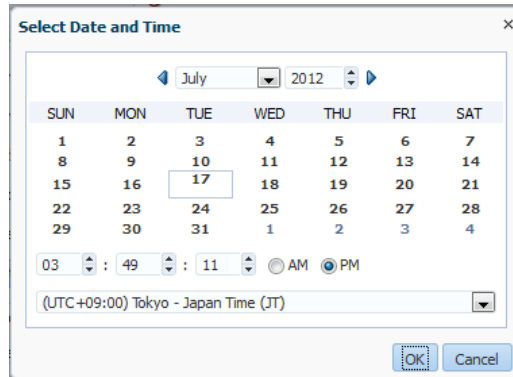 Select Date and Time ×
July 2012
SUN MON TUE WED THU FRI SAT
1 2 3 4 5 6 7
8 9 10 11 12 13 14
15 16 17 18 19 20 21
22 23 24 25 26 27 28
29 30 31 1 2 3 4
03 : 49 : 11 AM PM
(UTC+09:00) Tokyo - Japan Time (JT)
OK Cancel